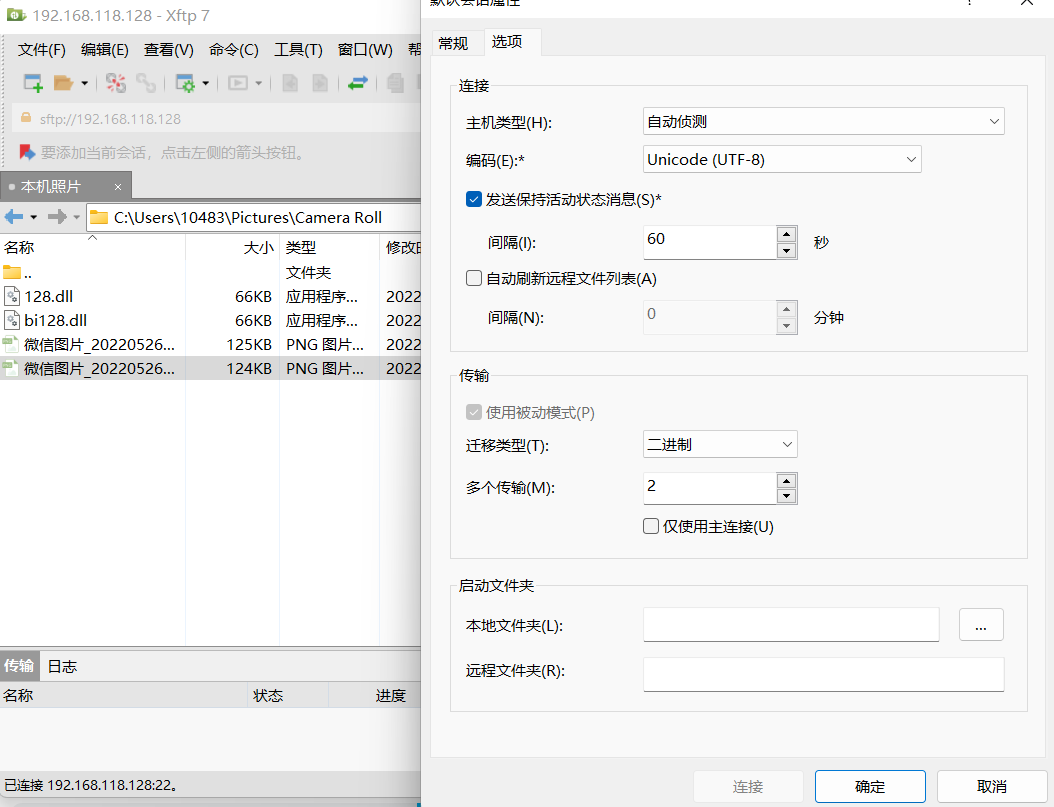 192.168.118.128 - Xftp 7
文件(F) 编辑(E) 查看(V) 命令(C) 工具(T) 窗口(W) 帮
sftp://192.168.118.128
要添加当前会话，点击左侧的箭头按钮。
本机照片 ×
C:\Users\10483\Pictures\Camera Roll
名称 大小 类型 修改时
.. 文件夹
128.dll 66KB 应用程序... 2022
bi128.dll 66KB 应用程序... 2022
微信图片_20220526... 125KB PNG 图片... 2022
微信图片_20220526... 124KB PNG 图片... 2022
传输 日志
名称 状态 进度
已连接 192.168.118.128:22。
默认会话属性 ?
常规 选项
连接
主机类型(H): 自动侦测
编码(E):* Unicode (UTF-8)
发送保持活动状态消息(S)*
间隔(I): 60 秒
自动刷新远程文件列表(A)
间隔(N): 0 分钟
传输
使用被动模式(P)
迁移类型(T): 二进制
多个传输(M): 2
仅使用主连接(U)
启动文件夹
本地文件夹(L): ...
远程文件夹(R):
连接 确定 取消